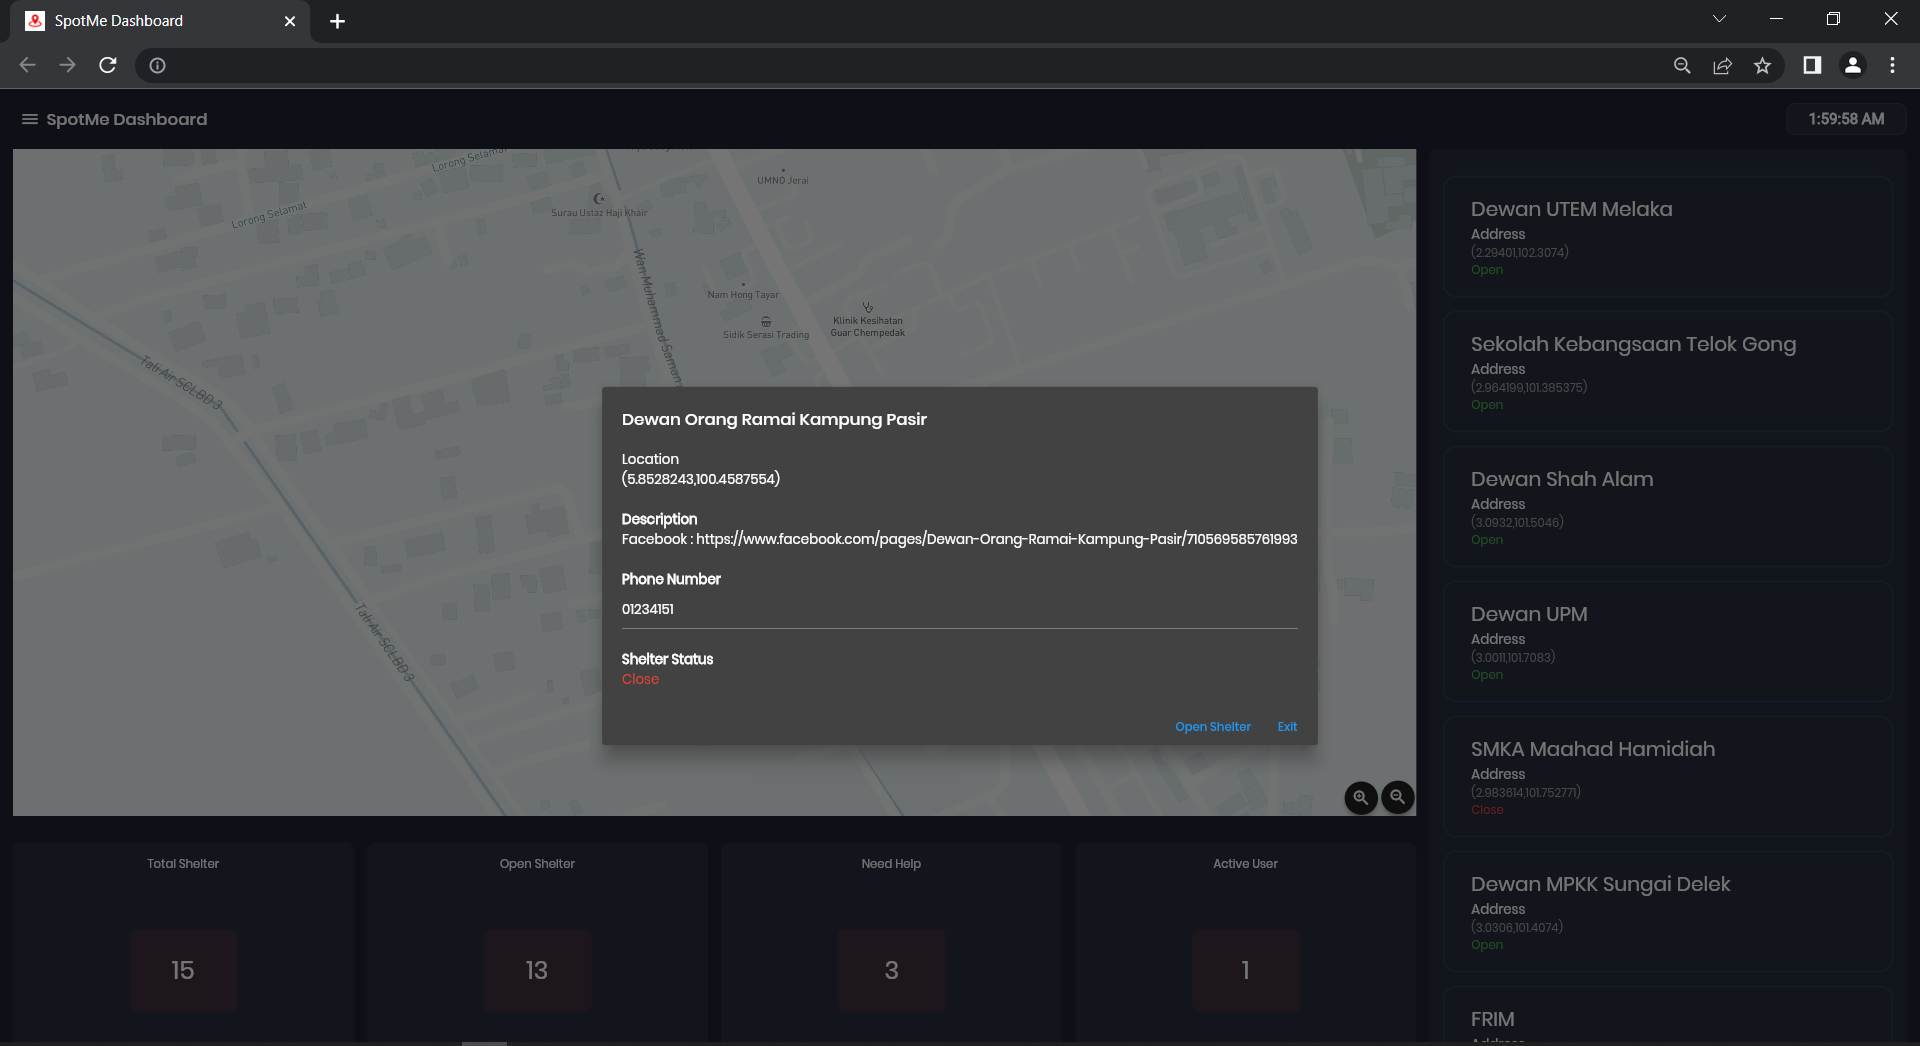 SpotMe Dashboard
SpotMe Dashboard
1:59:58 AM
Lorong Selamat
Lorong Selamat
UMNO Jerai
Surau Ustaz Haji Khair
Wan Muhammad Saman
Nam Hong Tayar
Sidik Serasi Trading
Klinik Kesihatan
Guar Chempedak
Tali Air SCLBD 3
Tali Air SCLBD 3
Dewan Orang Ramai Kampung Pasir
Location
(5.8528243,100.4587554)
Description
Facebook : https://www.facebook.com/pages/Dewan-Orang-Ramai-Kampung-Pasir/710569585761993
Phone Number
01234151
Shelter Status
Close
Open Shelter Exit
Total Shelter
15
Open Shelter
13
Need Help
3
Active User
1
Dewan UTEM Melaka
Address
(2.29401,102.3074)
Open
Sekolah Kebangsaan Telok Gong
Address
(2.964199,101.385375)
Open
Dewan Shah Alam
Address
(3.0932,101.5046)
Open
Dewan UPM
Address
(3.0011,101.7083)
Open
SMKA Maahad Hamidiah
Address
(2.983614,101.752771)
Close
Dewan MPKK Sungai Delek
Address
(3.0306,101.4074)
Open
FRIM
Address